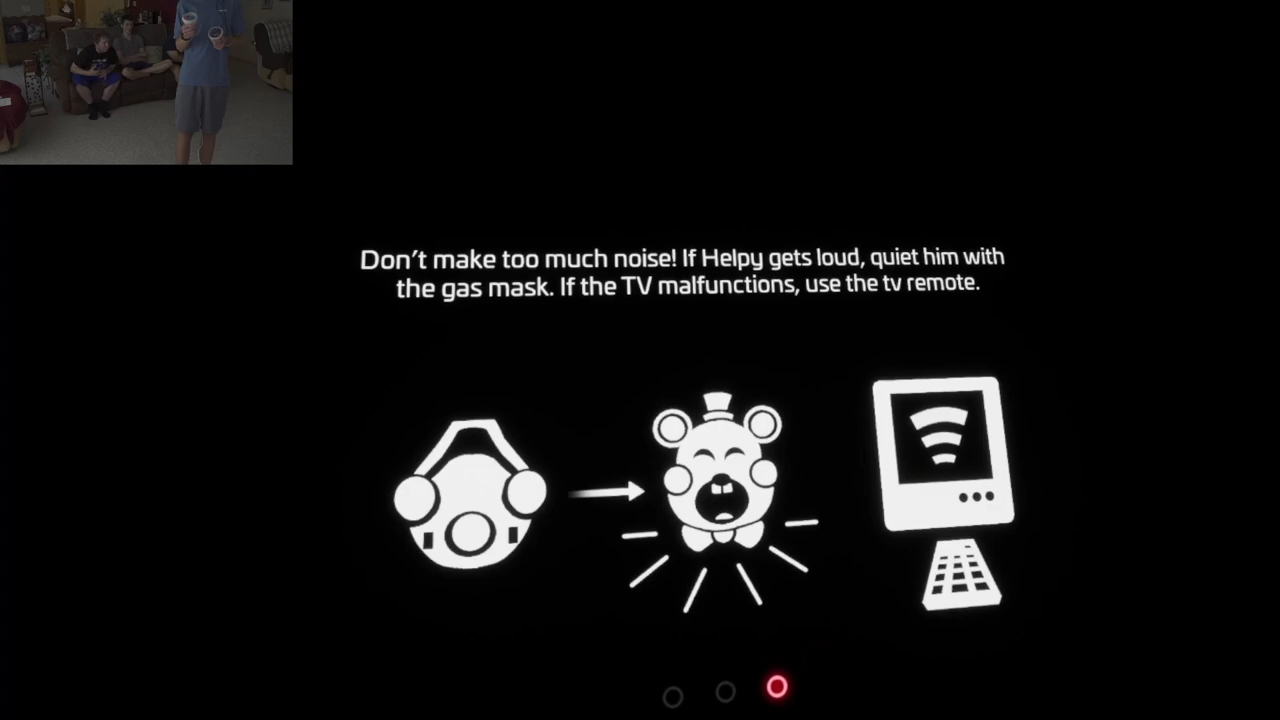 Don't make too much noise! If Helpy gets loud, quiet him with
the gas mask. If the TV malfunctions, use the tv remote.